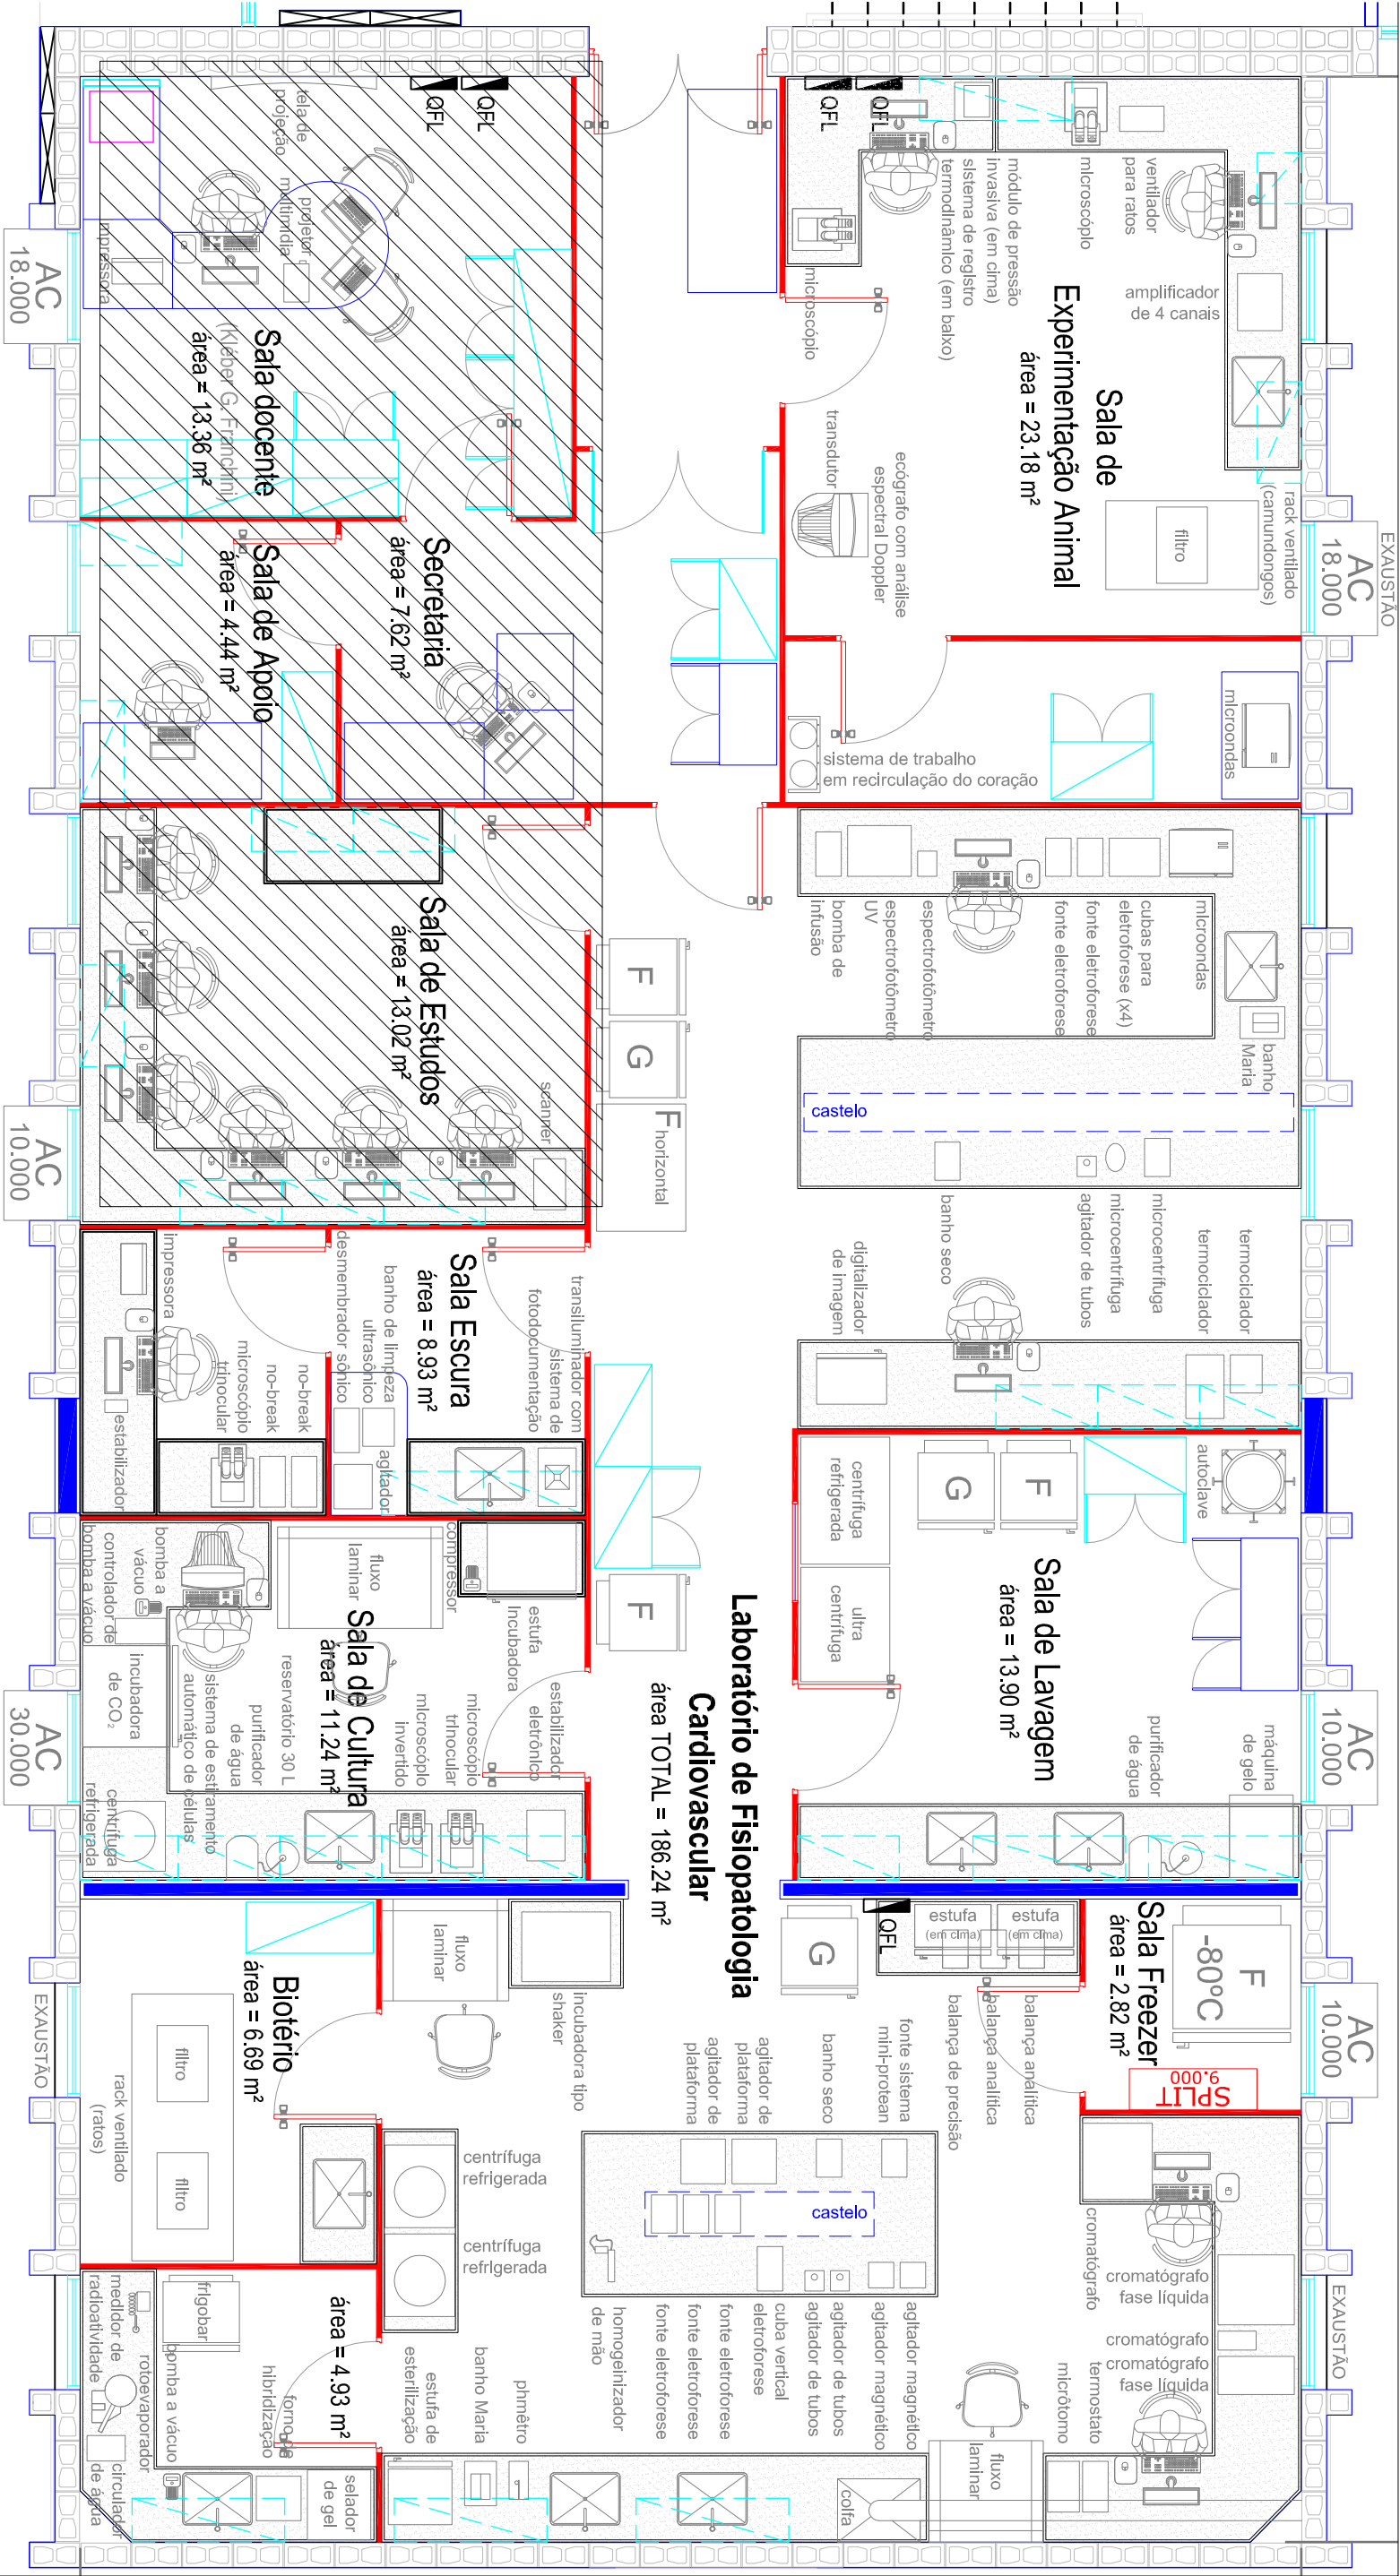 QFL
QFL
tela de
projeção
projetor
multimídia
AC
18.000
Sala docente
(Kléber G. Franchini)
área = 13.36 m²
Secretaria
área = 7.62 m²
Sala de Apoio
área = 4.44 m²
QFL
QFL
microscópio
módulo de pressão
invasiva (em cima)
sistema de registro
termodinâmico (em baixo)
microscópio
ventilador
para ratos
amplificador
de 4 canais
Sala de
Experimentação Animal
área = 23.18 m²
transdutor
ecógrafo com análise
espectral Doppler
filtro
rack ventilado
(camundongos)
EXAUSTÃO
AC
18.000
microondas
sistema de trabalho
em recirculação do coração
Sala de Estudos
área = 13.02 m²
scanner
AC
10.000
F
G
F
horizontal
bomba de
infusão
espectrofotômetro
UV
espectrofotômetro
fonte eletroforese
fonte eletroforese
cubas para
eletroforese (x4)
microondas
banho
Maria
castelo
banho seco
agitador de tubos
microcentrífuga
microcentrífuga
termociclador
termociclador
digitalizador
de imagem
Sala Escura
área = 8.93 m²
impressora
estabilizador
microscópio
trinocular
no-break
no-break
desmembrador sônico
banho de limpeza
ultrasônico
agitador
transiluminador com
sistema de
fotodocumentação
centrífuga
refrigerada
ultra
centrífuga
G
F
autoclave
Sala de Lavagem
área = 13.90 m²
AC
10.000
máquina
de gelo
purificador
de água
F
Laboratório de Fisiopatologia
Cardiovascular
área TOTAL = 186.24 m²
compressor
fluxo
laminar
bomba a
vácuo
controlador de
bomba a vácuo
incubadora
de CO₂
centrífuga
refrigerada
sistema de estiramento
automático de células
purificador
de água
reservatório 30 L
Sala de Cultura
área = 11.24 m²
microscópio
invertido
microscópio
trinocular
estufa
Incubadora
estabilizador
eletrônico
AC
30.000
fluxo
laminar
incubadora tipo
shaker
Biotério
área = 6.69 m²
filtro
filtro
rack ventilado
(ratos)
EXAUSTÃO
G
QFL
estufa
(em cima)
estufa
(em cima)
balança de precisão
balança analítica
balança analítica
Sala Freezer
área = 2.82 m²
F
-80ºC
AC
10.000
SPLIT
9.000
agitador de
plataforma
agitador de
plataforma
banho seco
fonte sistema
mini-protean
castelo
centrífuga
refrigerada
centrífuga
refrigerada
homogeinizador
de mão
fonte eletroforese
fonte eletroforese
fonte eletroforese
cuba vertical
eletroforese
agitador de tubos
agitador de tubos
agitador magnético
agitador magnético
cromatógrafo
cromatógrafo
fase líquida
cromatógrafo
cromatógrafo
fase líquida
termostato
micrôtomo
EXAUSTÃO
fluxo
laminar
coifa
phmêtro
banho Maria
estufa de
esterilização
área = 4.93 m²
frigobar
medidor de
radioatividade
rotoevaporador
bomba a vácuo
forno de
hibridização
circulador
de água
selador
de gel